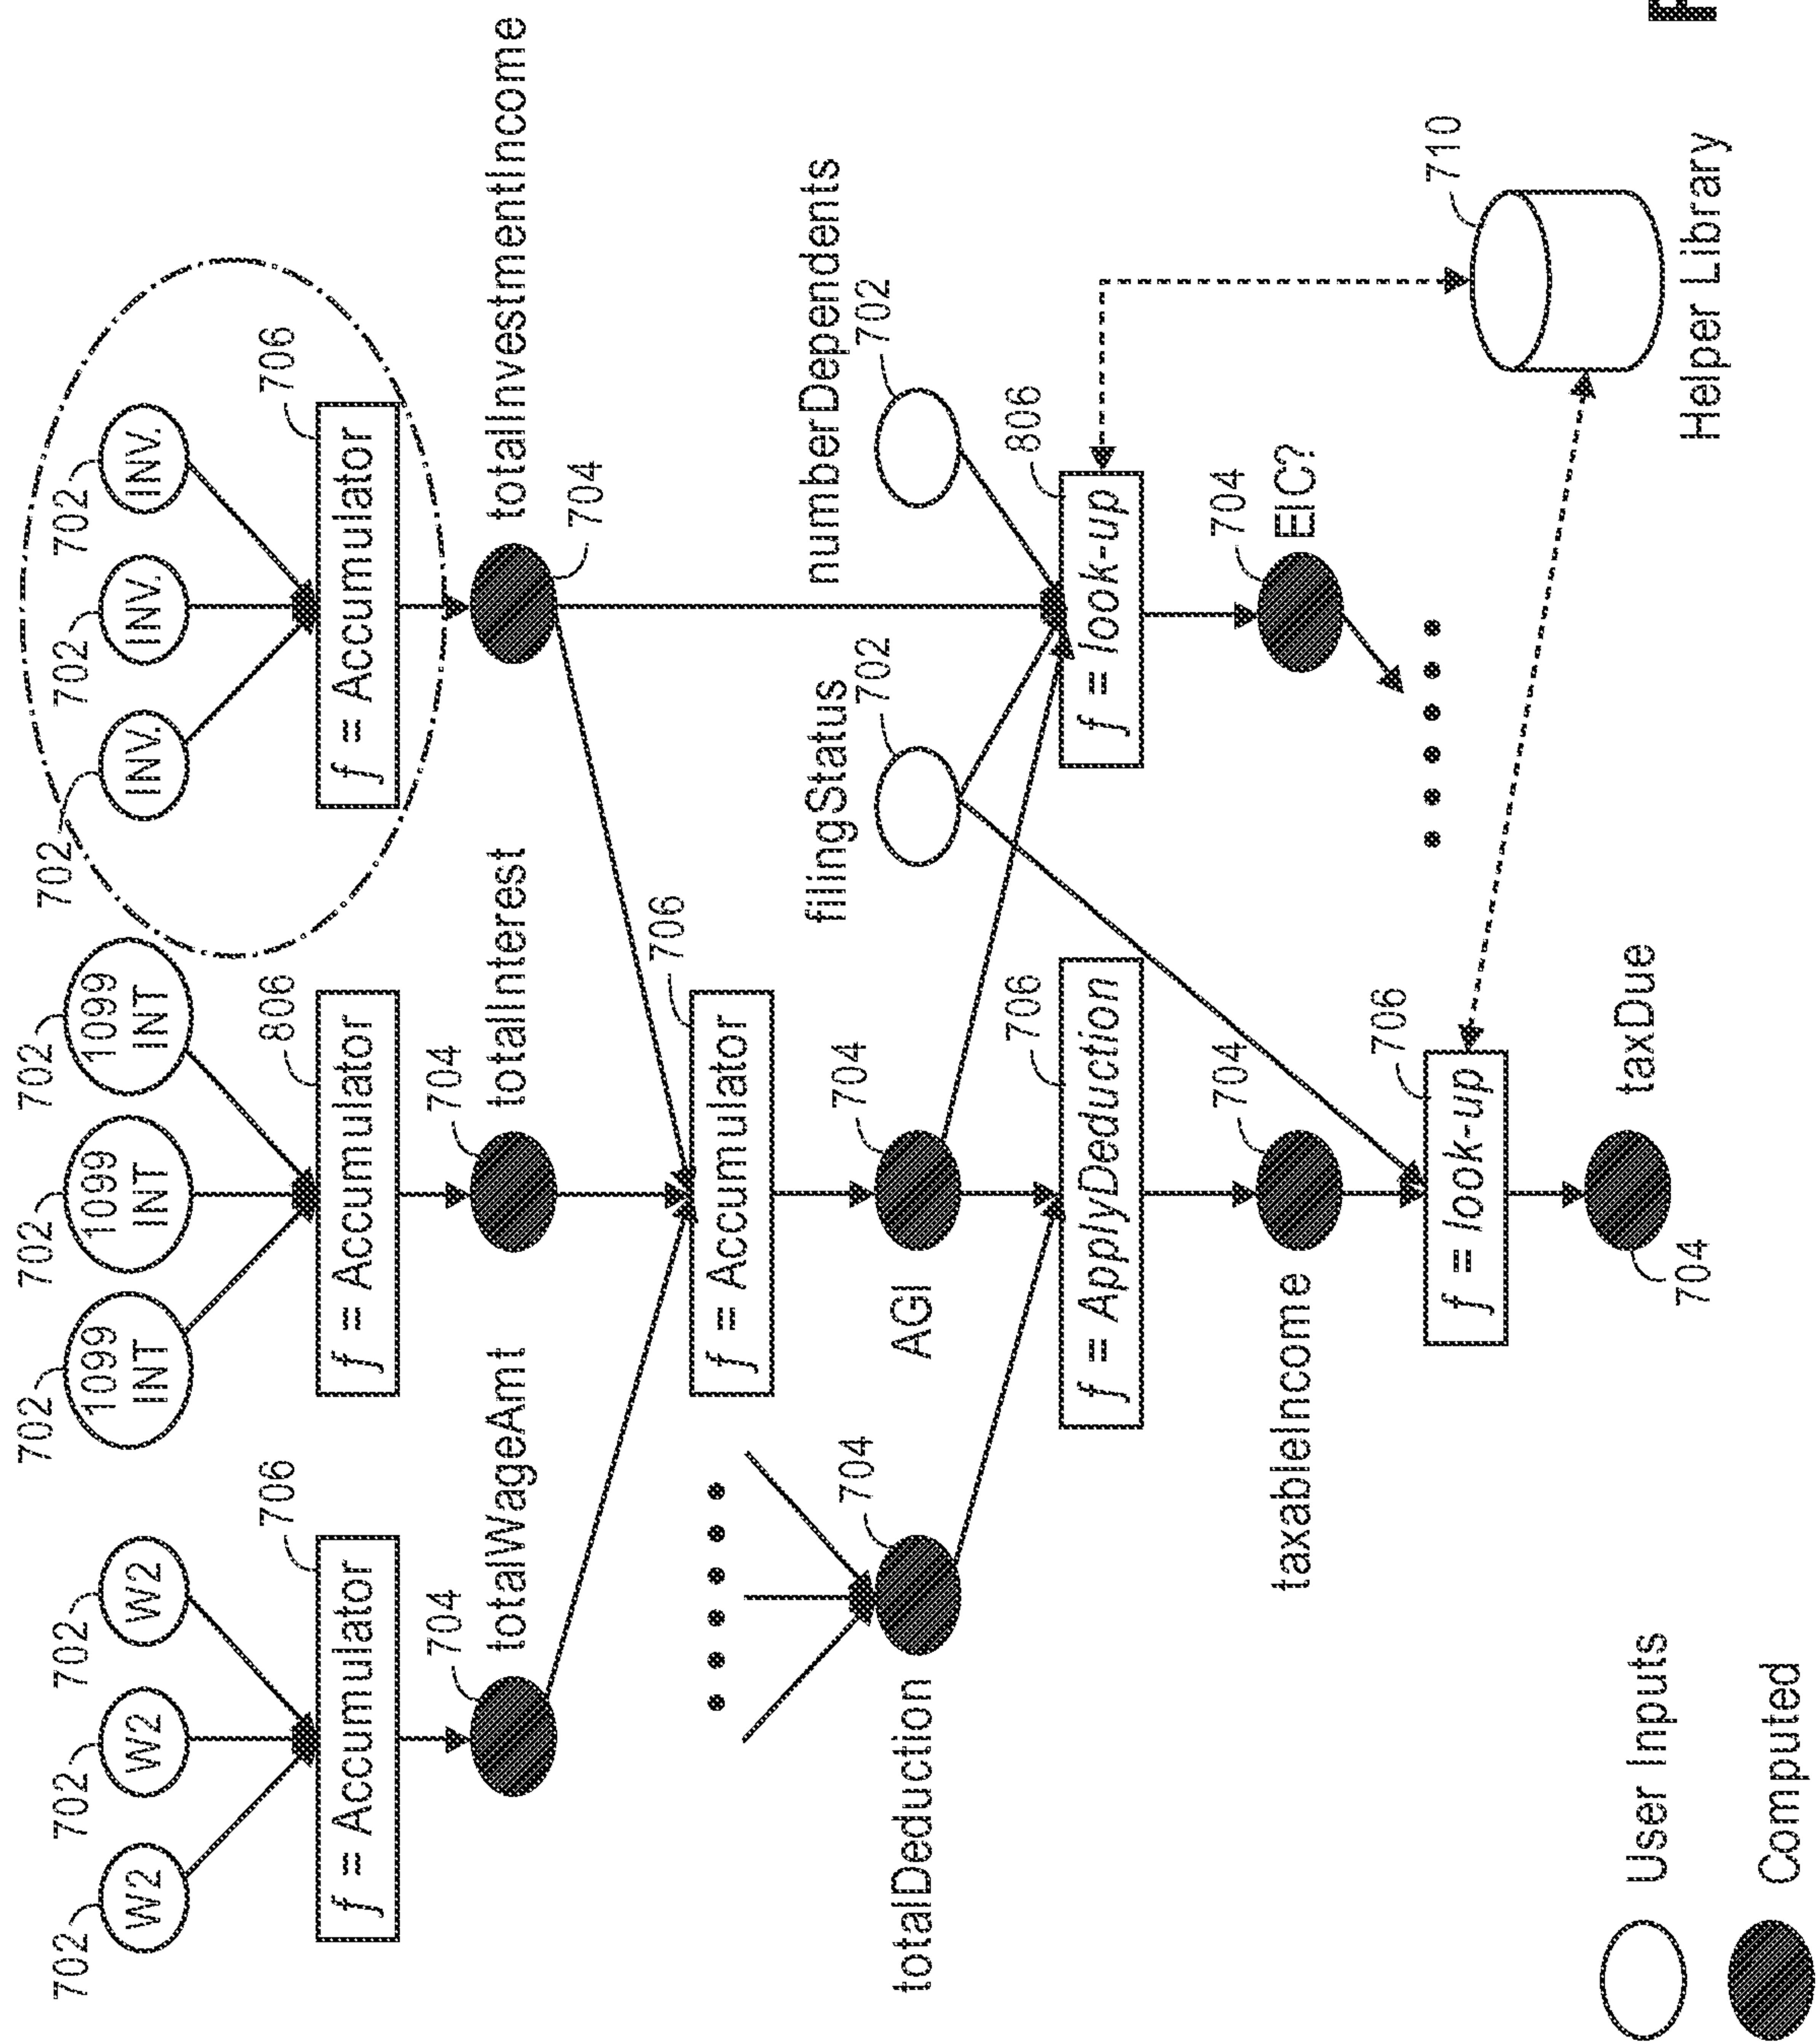 702 702 702 702 702 702 702 702 702
W2 W2 W2 1099 1099 1099 INV. INV. INV.
INT INT INT
706 806 706
f = Accumulator f = Accumulator f = Accumulator
704 704
totalWageAmt totalInterest totalInvestmentIncome
704
706
f = Accumulator
filingStatus numberDependents
704 704 702 702
totalDeduction AGI
706 806
f = ApplyDeduction f = look-up
704 704
taxableIncome EIC?
706 710
f = look-up
taxDue
704
Helper Library
User Inputs
Computed